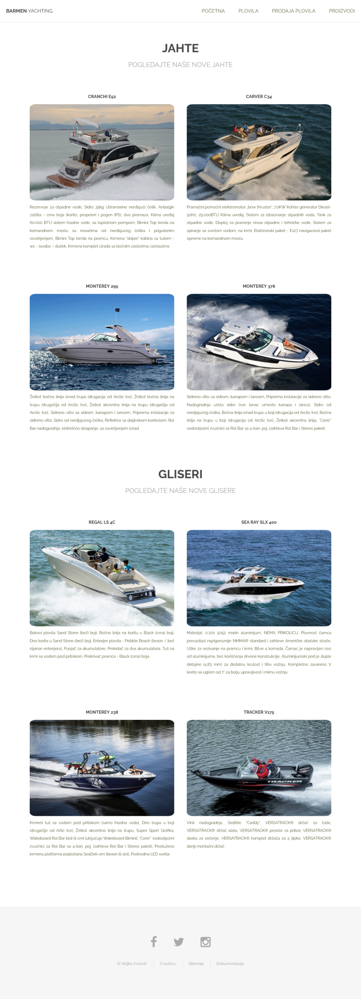 BARMEN YACHTING
POČETNA PLOVILA PRODAJA PLOVILA PROIZVODI
JAHTE
POGLEDAJTE NAŠE NOVE JAHTE
CRANCHI E52
Rezervoar za otpadne vode, Sidro 35kg Ultramarine nerđajući čelik, Antialgin
zaštita - crna boja (korito, propeleri i pogon IPS), dva premaza, Klima uređaj
60.000 BTU sistem hladne vode, sa toplotnom pompom, Bimini Top tenda na
komandnom mostu sa nosačima od nerđajućeg čelika i prigušenim
osvetljenjem, Bimini Top tenda na pramcu, Krmena "skiper" kabina sa tušem -
wc - lavabo – dušek, Krmena komplet cirada sa bočnim zastorima i prolazima
CARVER C34
Pramačni pomoćni elektromotor „bow thruster", 7.0KW Kohler generator Diesel-
50Hz, 25.000BTU Klima uređaj, Sistem za izbacivanje otpadnih voda, Tank za
otpadne vode, Displej za praćenje nivoa otpadne i tehničke vode, Sistem za
spiranje sa svežom vodom, na krmi, Elektronski paket - E127 navigacioni paket
opreme na komandnom mostu
MONTEREY 295
Želkot bočna linija iznad trupa (drugacija od Arctic Ice), Želkot bočna linija na
trupu (drugačija od Arctic Ice), Želkot akcentna linija na trupu (drugačija od
Arctic Ice), Sidreno vitlo sa sidrom, kanapom i lancem, Priprema instalacije za
sidreno vitlo, Sidro od nerdjajućeg čelika, Reflektor sa daljinskom kontrolom, Rol
Bar nadogradnja, električno sklapanje, sa osvetljenjem iznad
MONTEREY 378
Sidreno vitlo sa sidrom, kanapom i lancem, Priprema instalacije za sidreno vitlo,
Nadogradnja užeta sidra (sve lanac umesto kanapa i lanca), Sidro od
nerdjajućeg čelika, Bočna linija iznad trupa u boji (drugacija od Arctic Ice), Bočna
linija na trupu u boji (drugacija od Arctic Ice), Želkot akcentna linija, 'Cone"
vodootporni zvučnici za Rol Bar sa 4-kan. poj. (zahteva Rol Bar i Stereo paket)
GLISERI
POGLEDAJTE NAŠE NOVE GLISERE
REGAL LS 4C
Bokovi plovila Sand Stone (bež) boji, Bočna linija na koritu u Black (crna) boji,
Dno korita u Sand Stone (bež) boji, Enterijer plovila - Pebble Beach (braon / bež
nijanse enterijera), Punjač za akumulatore, Prekidač za dva akumulatora, Tuš na
krmi sa vodom pod pritiskom, Prekrivač pramca - Black (crna) boja
SEA RAY SLX 400
Materijal: 0.100 5052 marin aluminijum, NEMA PRIKOLICU, Plovnost čamca
prevazilazi najrigoroznije NMMA® standard i zahteve Američke obalske straže,
Uške za vezivanje na pramcu i krmi, Bitve 4 komada, Čamac je napravljen ceo
od aluminijuma, bez korišćenja drvene konstrukcije, Aluminijumski pod je duple
debljine (4,83 mm) za dodatnu krutost i tihu vožnju, Kompletno zavareno V
korito sa uglom od 7° za bolju upravljivost i mirnu vožnju
MONTEREY 238
Krmeni tuš sa vodom pod pritiskom (samo hladna voda), Dno trupa u boji
(drugačije od Artic Ice), Želkot akcentna linija na trupu, Super Sport Grafika,
Wakeboard Rol Bar beli ili crni (uključuje Wakeboard Bimini), 'Cone" vodootporni
zvučnici za Rol Bar sa 4-kan. poj. (zahteva Rol Bar i Stereo paket), Produžena
krmena platforma popločana SeaDek-om (braon ili sivi), Podvodna LED svetla
TRACKER V175
TRACKER
MERCURY
Vinil nadogradnja, Sedište "Caddy", VERSATRACK® držač za čaše,
VERSATRACK® držač alata, VERSATRACK® prostor za pribor, VERSATRACK®
daska za sečenje, VERSATRACK® komplet držača za 4 šipke, VERSATRACK®
donji montažni držač
© Veljko Vulović O autoru Sitemap Dokumentacija